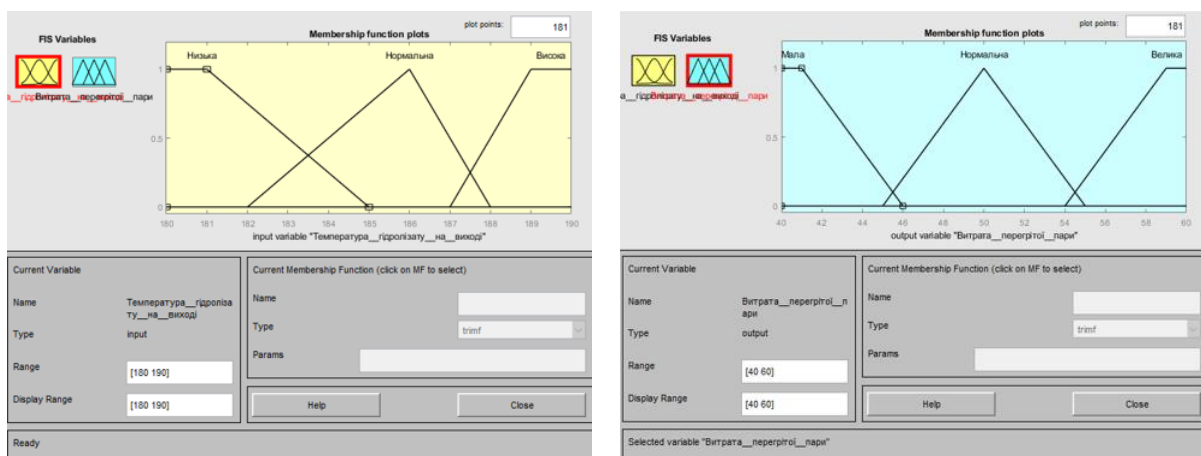 plot points: 181
FIS Variables
Membership function plots
Низька Нормальна Висока
1
0.5
0
180 181 182 183 184 185 186 187 188 189 190
input variable "Температура__гідролізату__на__виході"
Current Variable
Current Membership Function (click on MF to select)
Name Температура__гідроліза
ту__на__виході
Name
Type input
Type trimf
Params
Range [180 190]
Display Range [180 190]
Help Close
Ready
plot points: 181
FIS Variables
Membership function plots
Мала Нормальна Велика
1
0.5
0
40 42 44 46 48 50 52 54 56 58 60
output variable "Витрата__перегрітої__пари"
Current Variable
Current Membership Function (click on MF to select)
Name Витрата__перегрітої__п
ари
Name
Type output
Type trimf
Params
Range [40 60]
Display Range [40 60]
Help Close
Selected variable "Витрата__перегрітої__пари"